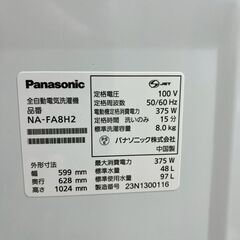 Panasonic
全自動電気洗濯機
品番
NA-FA8H2
JET
定格電圧 100 V
定格周波数 50/60 Hz
電動機定格消費電力 375 W
定格時間 洗いのみ 15 分
標準洗濯容量 8.0 kg
パナソニック株式会社
中国製
外形寸法
幅 599 mm
奥行 628 mm
高さ 1024 mm
最大消費電力 375 W
標準水量 48 L
標準使用水量 97 L
製造番号 23N1300116